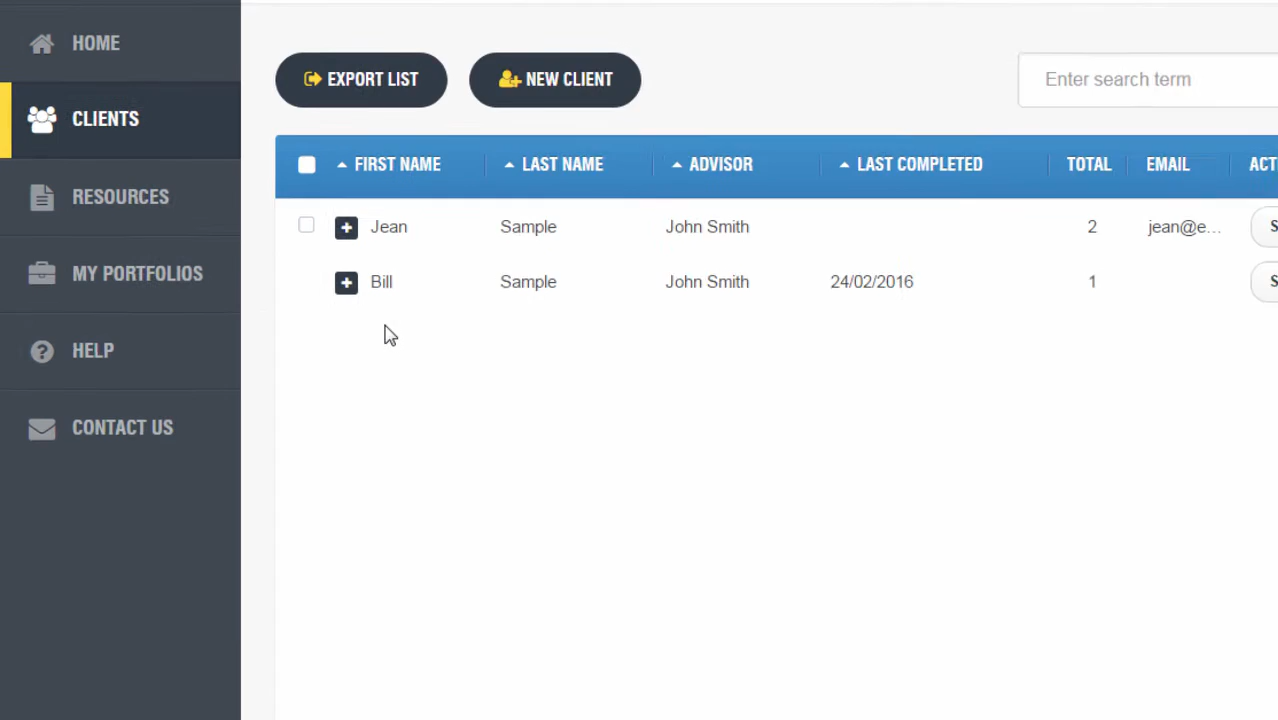 HOME
CLIENTS
RESOURCES
MY PORTFOLIOS
HELP
CONTACT US
EXPORT LIST
NEW CLIENT
Enter search term
FIRST NAME LAST NAME ADVISOR LAST COMPLETED TOTAL EMAIL ACT
Jean Sample John Smith 2 jean@e... S
Bill Sample John Smith 24/02/2016 1 S